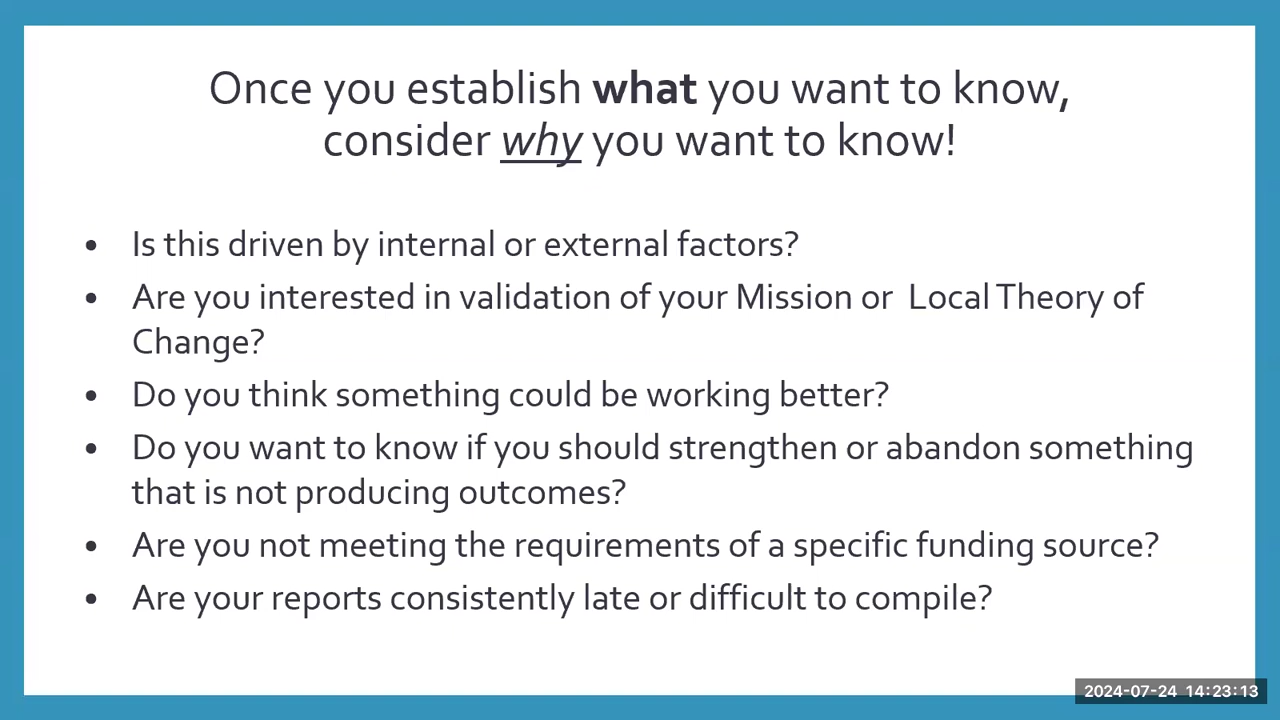 Once you establish what you want to know,
consider why you want to know!
• Is this driven by internal or external factors?
• Are you interested in validation of your Mission or  Local Theory of
Change?
• Do you think something could be working better?
• Do you want to know if you should strengthen or abandon something
that is not producing outcomes?
• Are you not meeting the requirements of a specific funding source?
• Are your reports consistently late or difficult to compile?
2024-07-24 14:23:13